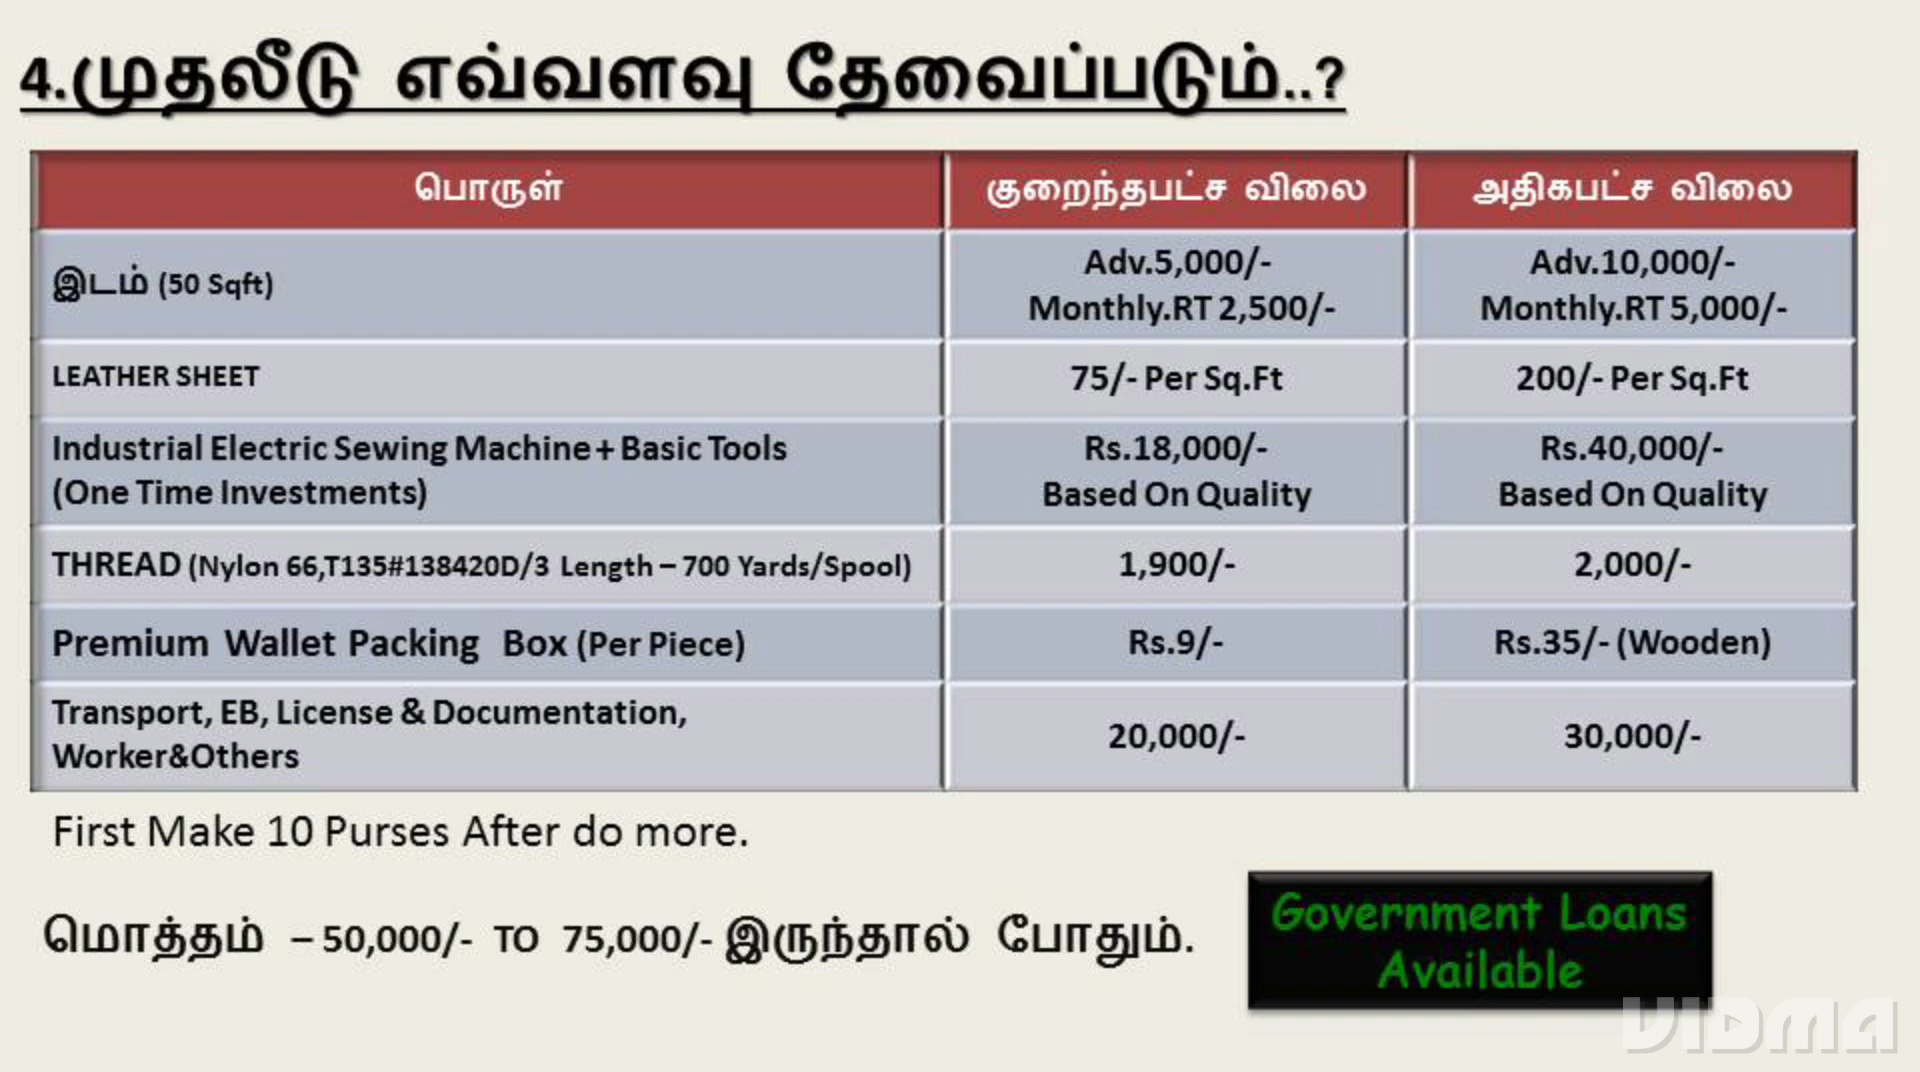 4.முதலீடு எவ்வளவு தேவைப்படும்..?
பொருள்
குறைந்தபட்ச விலை
அதிகபட்ச விலை
இடம் (50 Sqft)
Adv.5,000/-
Monthly.RT 2,500/-
Adv.10,000/-
Monthly.RT 5,000/-
LEATHER SHEET
75/- Per Sq.Ft
200/- Per Sq.Ft
Industrial Electric Sewing Machine+ Basic Tools
(One Time Investments)
Rs.18,000/-
Based On Quality
Rs.40,000/-
Based On Quality
THREAD (Nylon 66,T135#138420D/3 Length – 700 Yards/Spool)
1,900/-
2,000/-
Premium Wallet Packing Box (Per Piece)
Rs.9/-
Rs.35/- (Wooden)
Transport, EB, License & Documentation,
Worker&Others
20,000/-
30,000/-
First Make 10 Purses After do more.
மொத்தம் – 50,000/- TO 75,000/- இருந்தால் போதும்.
Government Loans
Available
VIDMA